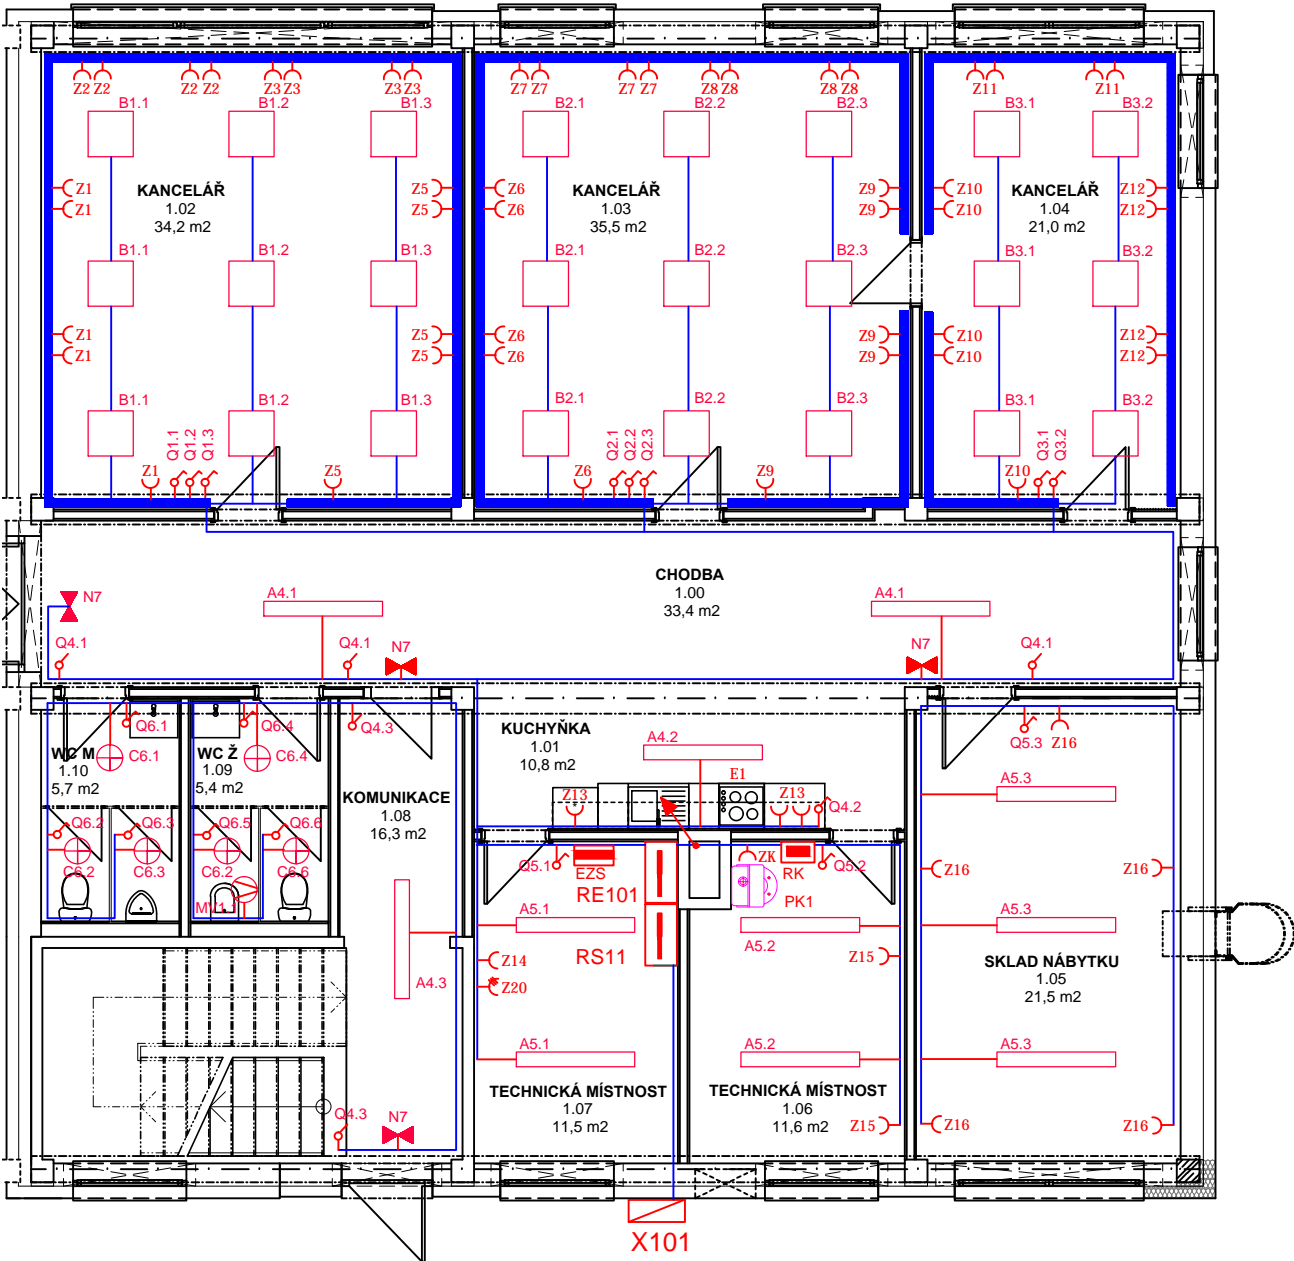 Z2 Z2 Z2 Z2 Z3 Z3 Z3 Z3 Z7 Z7 Z7 Z7 Z8 Z8 Z8 Z8 Z11 Z11
B1.1 B1.2 B1.3 B2.1 B2.2 B2.3 B3.1 B3.2
Z1 KANCELÁŘ Z5 Z6 KANCELÁŘ Z9 Z10 KANCELÁŘ Z12
Z1 1.02 Z5 Z6 1.03 Z9 Z10 1.04 Z12
34,2 m2 35,5 m2 21,0 m2
B1.1 B1.2 B1.3 B2.1 B2.2 B2.3 B3.1 B3.2
Z1 Z5 Z6 Z9 Z10 Z12
Z1 Z5 Z6 Z9 Z10 Z12
B1.1 B1.2 B1.3 B2.1 B2.2 B2.3 B3.1 B3.2
Q1.1 Q1.2 Q1.3 Q2.1 Q2.2 Q2.3 Q3.1 Q3.2
Z1 Z5 Z6 Z9 Z10
CHODBA
1.00
33,4 m2
N7 A4.1 A4.1
Q4.1 Q4.1 N7 N7 Q4.1
Q6.1 Q6.4 Q4.3 KUCHYŇKA A4.2 Q5.3 Z16
WC M C6.1 WC Ž C6.4 1.01
1.10 1.09 10,8 m2
5,7 m2 5,4 m2 E1 A5.3
KOMUNIKACE Z13 Z13 Q4.2
1.08
16,3 m2
Q6.2 Q6.3 Q6.5 Q6.6
C6.2 C6.3 C6.2 C6.6 Q5.1 EZS ZK RK Q5.2 Z16 Z16
MV1.1 RE101 PK1
A5.1 A5.2 A5.3
RS11
A4.3 Z14 Z15 SKLAD NÁBYTKU
Z20 1.05
21,5 m2
A5.1 A5.2 A5.3
TECHNICKÁ MÍSTNOST TECHNICKÁ MÍSTNOST
1.07 1.06
11,5 m2 11,6 m2
Q4.3 N7 Z15 Z16 Z16
X101